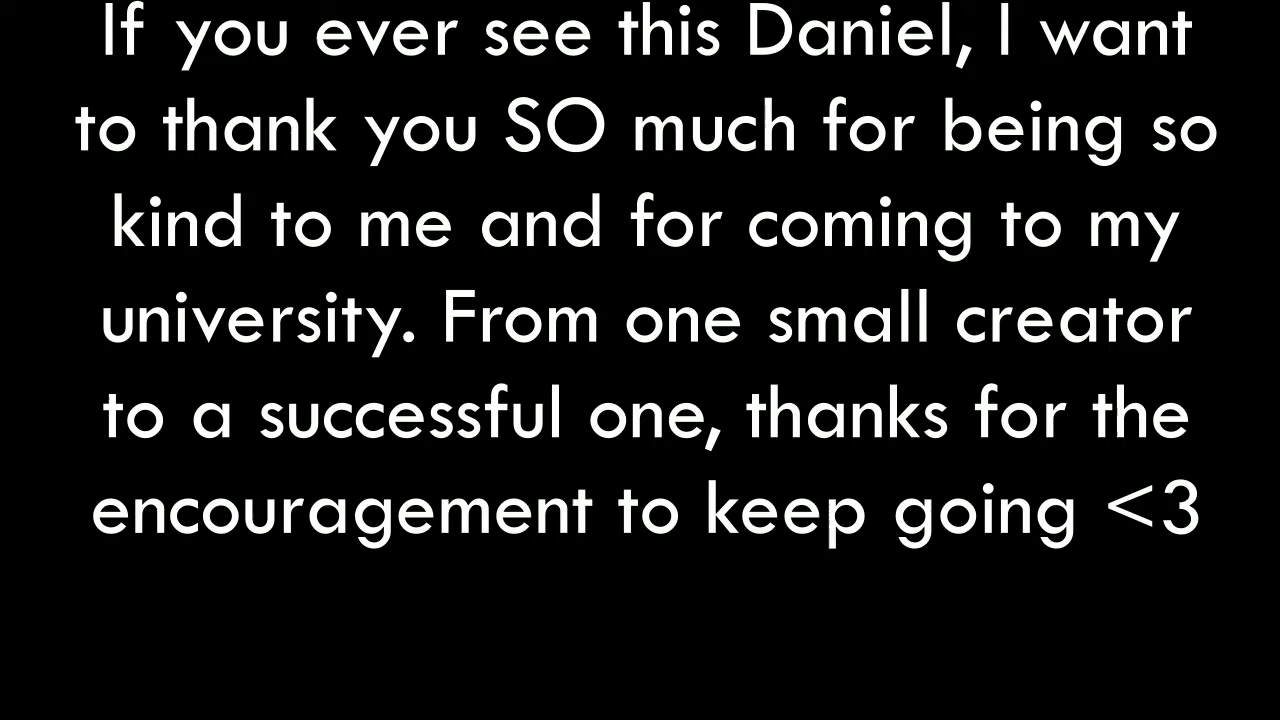 If you ever see this Daniel, I want
to thank you SO much for being so
kind to me and for coming to my
university. From one small creator
to a successful one, thanks for the
encouragement to keep going <3